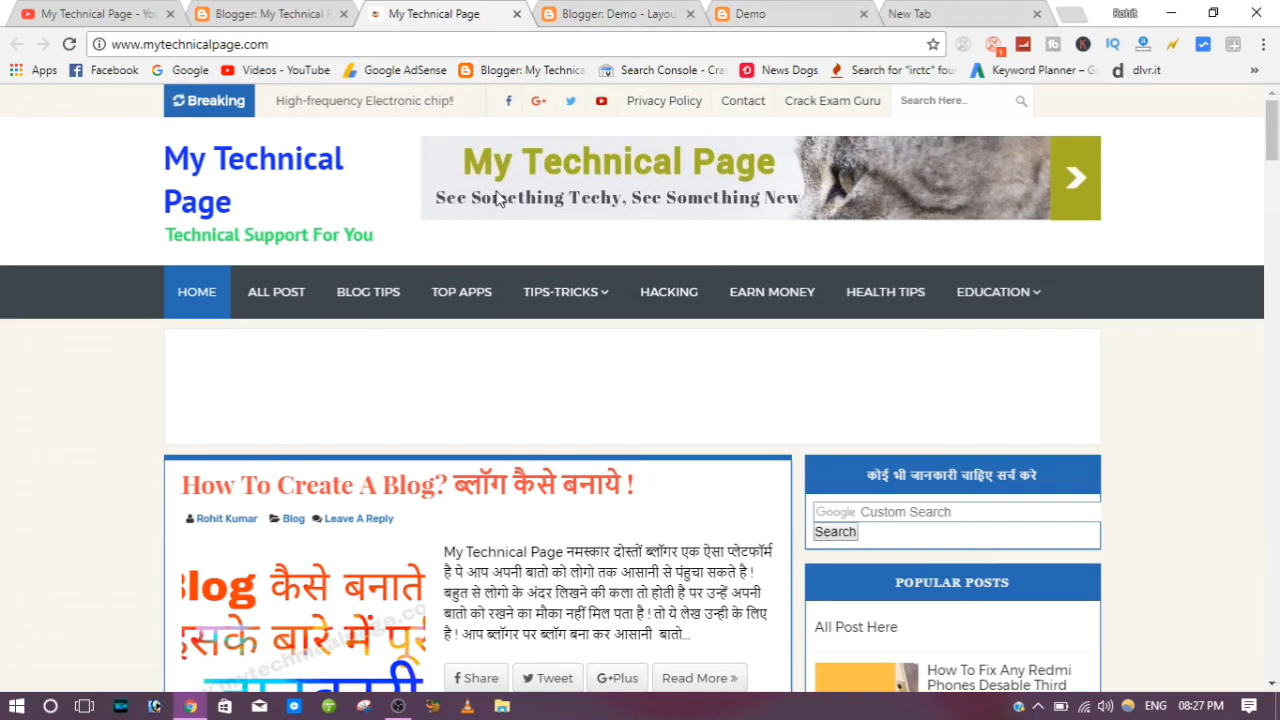 My Technical Page - Yo
Blogger: My Technical P
My Technical Page
Blogger: Demo - Layou
Demo
New Tab
Rohit
www.mytechnicalpage.com
Apps
Facebook
Google
Videos - YouTube
Google AdSense
Blogger: My Technica
Search Console - Cra
News Dogs
Search for "irctc" fou
Keyword Planner – G
dlvr.it
Breaking
High-frequency Electronic chip!!
Privacy Policy
Contact
Crack Exam Guru
Search Here...
My Technical
Page
Technical Support For You
My Technical Page
See Something Techy, See Something New
HOME
ALL POST
BLOG TIPS
TOP APPS
TIPS-TRICKS
HACKING
EARN MONEY
HEALTH TIPS
EDUCATION
How To Create A Blog? ब्लॉग कैसे बनाये !
Rohit Kumar
Blog
Leave A Reply
Blog कैसे बनाते
इसके बारे में पूर
जानकारी
My Technical Page नमस्कार दोस्तों ब्लॉगर एक ऐसा प्लेटफॉर्म
है पे आप अपनी बातो को लोगो तक आसानी से पंहुचा सकते है !
बहुत से लोगो के अंदर लिखने की कला तो होती है पर उन्हें अपनी
बातो को रखने का मौका नहीं मिल पता है ! तो ये लेख उन्ही के लिए
है ! आप ब्लॉगर पर ब्लॉग बना कर आसानी बातो...
Share
Tweet
G+Plus
Read More »
कोई भी जानकारी चाहिए सर्च करे
Google Custom Search
Search
POPULAR POSTS
All Post Here
How To Fix Any Redmi
Phones Desable Third
ENG
08:27 PM